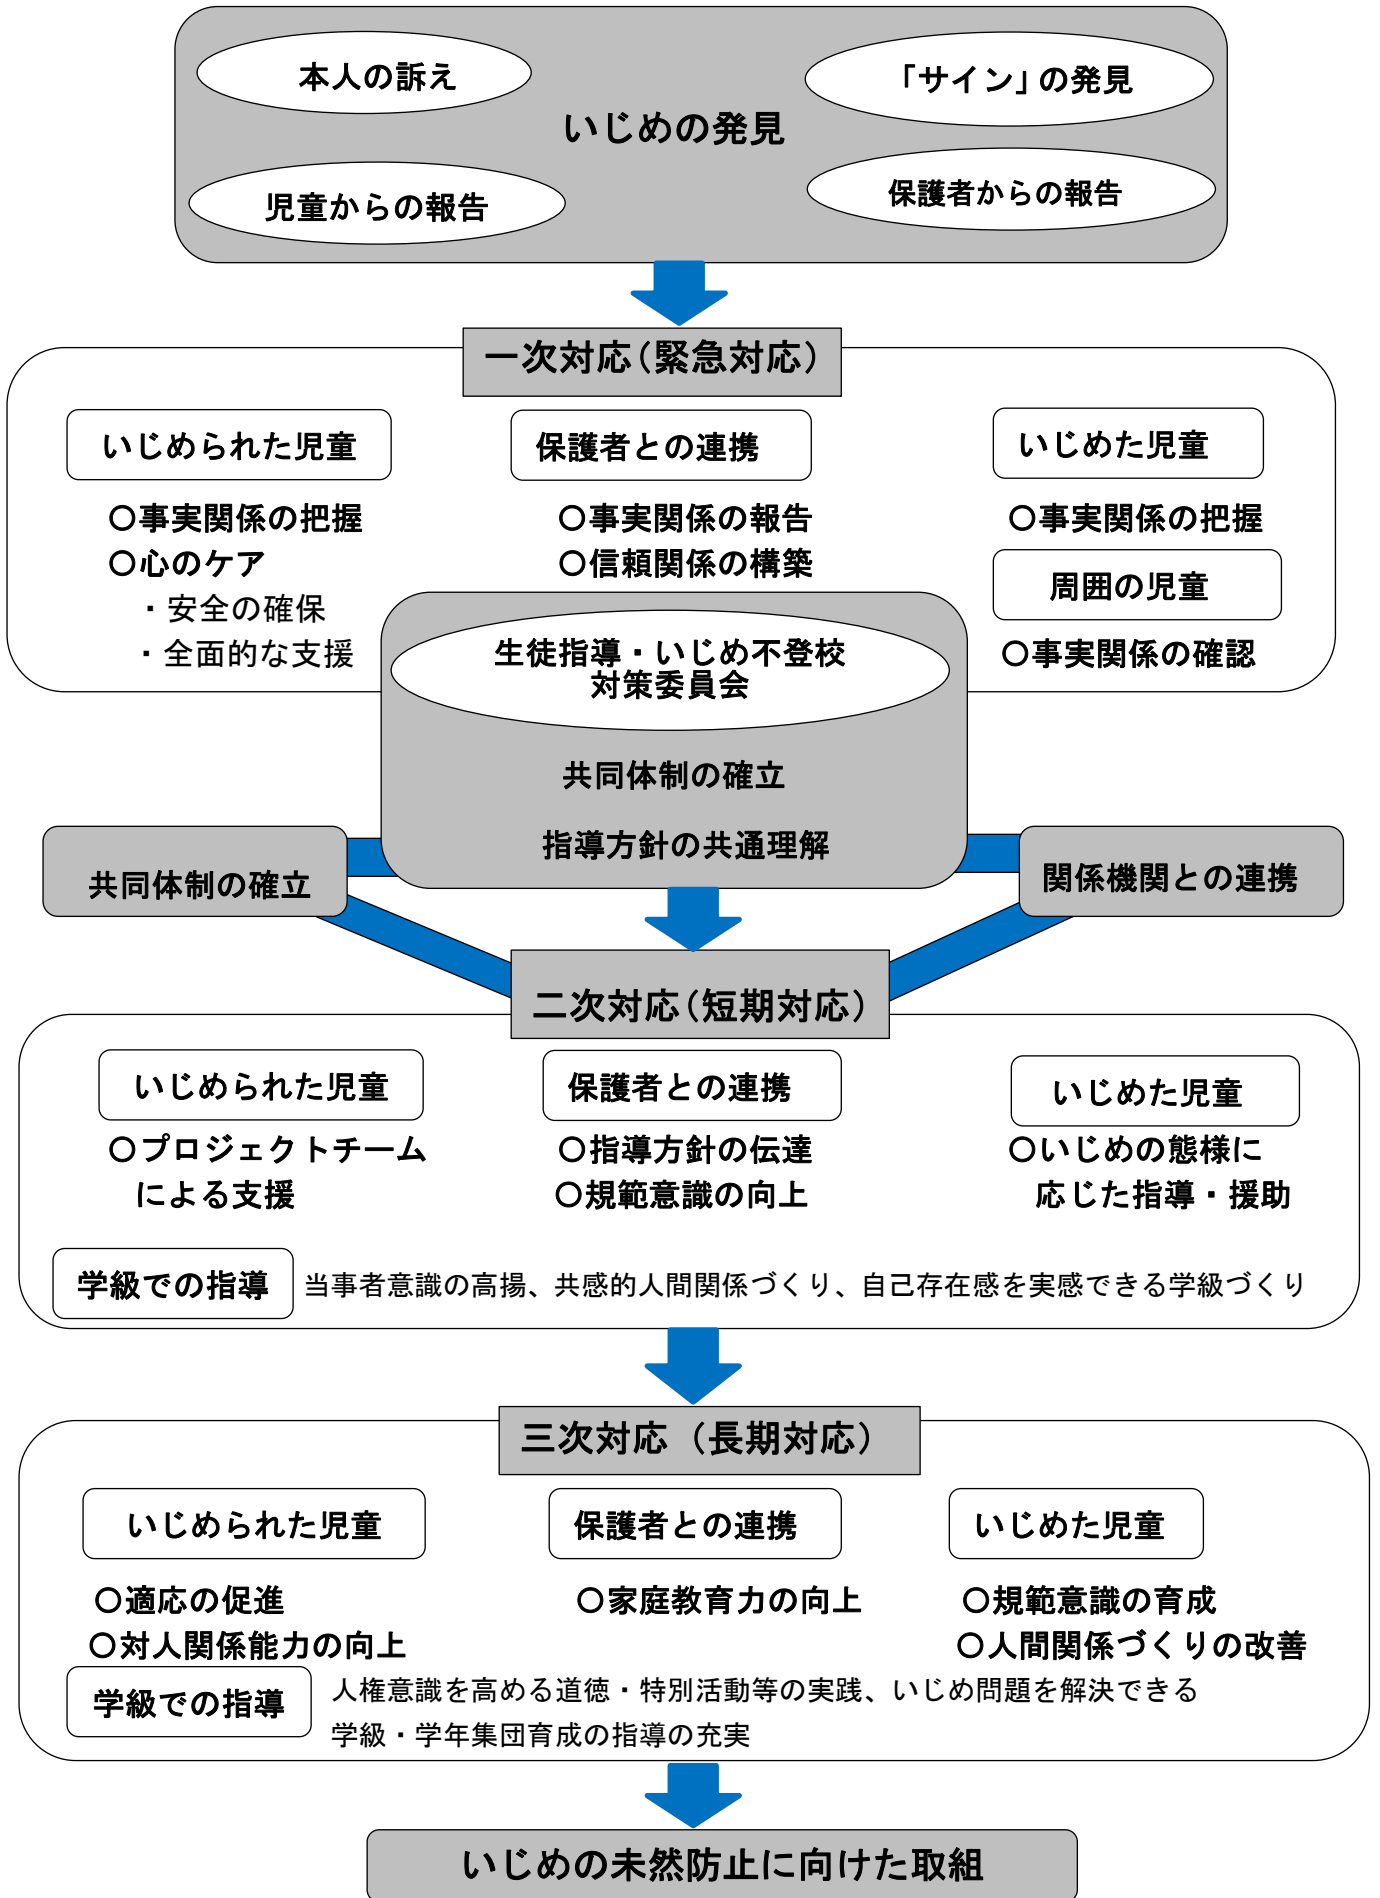 本人の訴え
「サイン」の発見
いじめの発見
児童からの報告
保護者からの報告
一次対応(緊急対応)
いじめられた児童
○事実関係の把握
○心のケア
・安全の確保
・全面的な支援
保護者との連携
○事実関係の報告
○信頼関係の構築
いじめた児童
○事実関係の把握
周囲の児童
○事実関係の確認
生徒指導・いじめ不登校
対策委員会
共同体制の確立
指導方針の共通理解
共同体制の確立
関係機関との連携
二次対応(短期対応)
いじめられた児童
○プロジェクトチーム
による支援
保護者との連携
○指導方針の伝達
○規範意識の向上
いじめた児童
○いじめの態様に
応じた指導・援助
学級での指導
当事者意識の高揚、共感的人間関係づくり、自己存在感を実感できる学級づくり
三次対応（長期対応）
いじめられた児童
○適応の促進
○対人関係能力の向上
保護者との連携
○家庭教育力の向上
いじめた児童
○規範意識の育成
○人間関係づくりの改善
学級での指導
人権意識を高める道徳・特別活動等の実践、いじめ問題を解決できる
学級・学年集団育成の指導の充実
いじめの未然防止に向けた取組